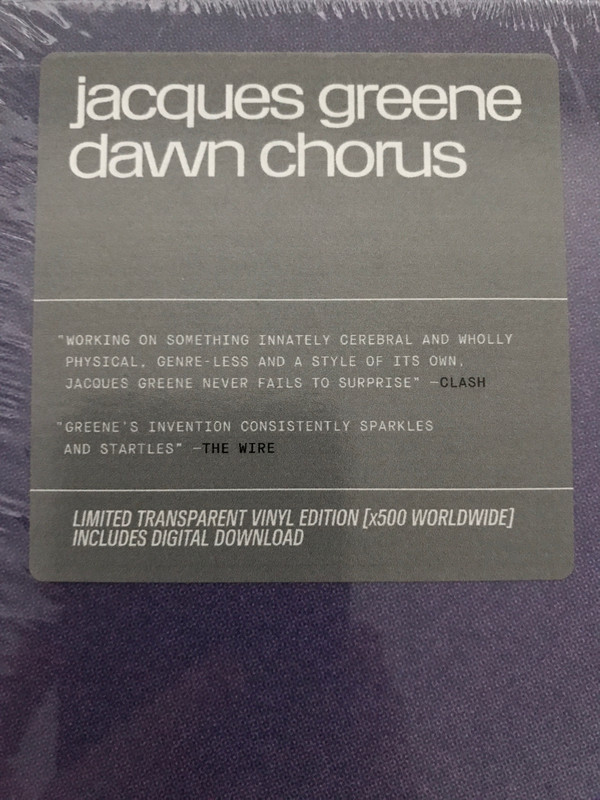 jacques greene
dawn chorus
"WORKING ON SOMETHING INNATELY CEREBRAL AND WHOLLY
PHYSICAL, GENRE-LESS AND A STYLE OF ITS OWN,
JACQUES GREENE NEVER FAILS TO SURPRISE" —CLASH
"GREENE'S INVENTION CONSISTENTLY SPARKLES
AND STARTLES" —THE WIRE
LIMITED TRANSPARENT VINYL EDITION [x500 WORLDWIDE]
INCLUDES DIGITAL DOWNLOAD